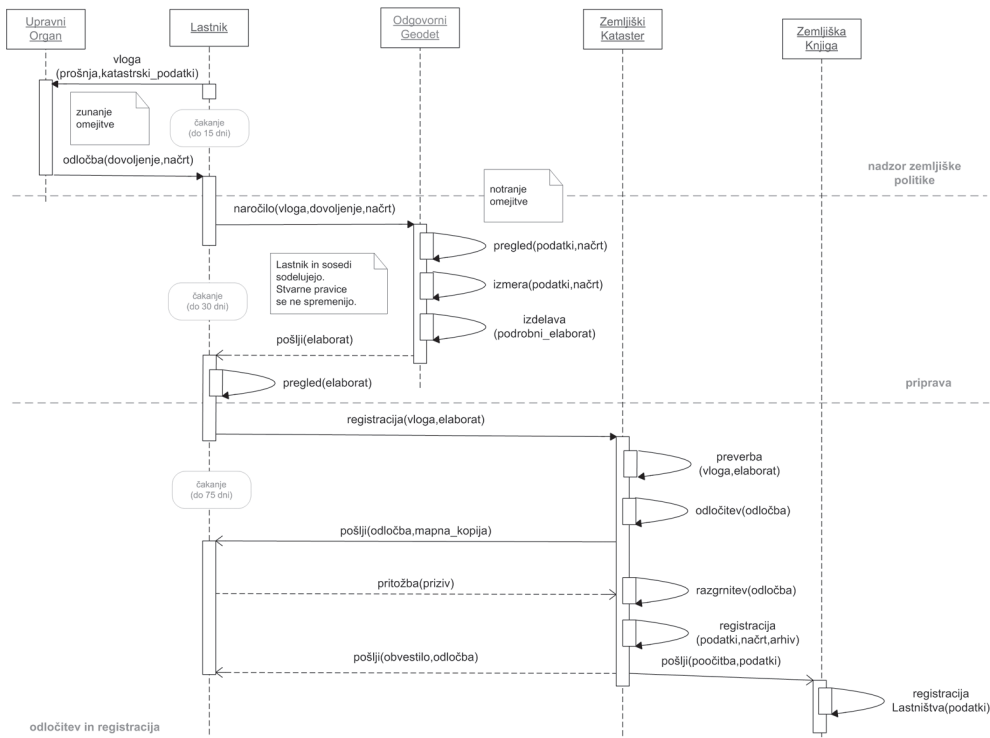 Upravni
Organ
Lastnik
Odgovorni
Geodet
Zemljiški
Kataster
Zemljiška
Knjiga
vloga
(prošnja,katastrski_podatki)
zunanje
omejitve
čakanje
(do 15 dni)
odločba(dovoljenje,načrt)
nadzor zemljiške
politike
notranje
omejitve
naročilo(vloga,dovoljenje,načrt)
pregled(podatki,načrt)
Lastnik in sosedi
sodelujejo.
Stvarne pravice
se ne spremenijo.
izmera(podatki,načrt)
čakanje
(do 30 dni)
izdelava
(podrobni_elaborat)
pošlji(elaborat)
pregled(elaborat)
priprava
registracija(vloga,elaborat)
preverba
(vloga,elaborat)
čakanje
(do 75 dni)
odločitev(odločba)
pošlji(odločba,mapna_kopija)
pritožba(priziv)
razgrnitev(odločba)
registracija
(podatki,načrt,arhiv)
pošlji(obvestilo,odločba)
pošlji(poočitba,podatki)
registracija
Lastništva(podatki)
odločitev in registracija